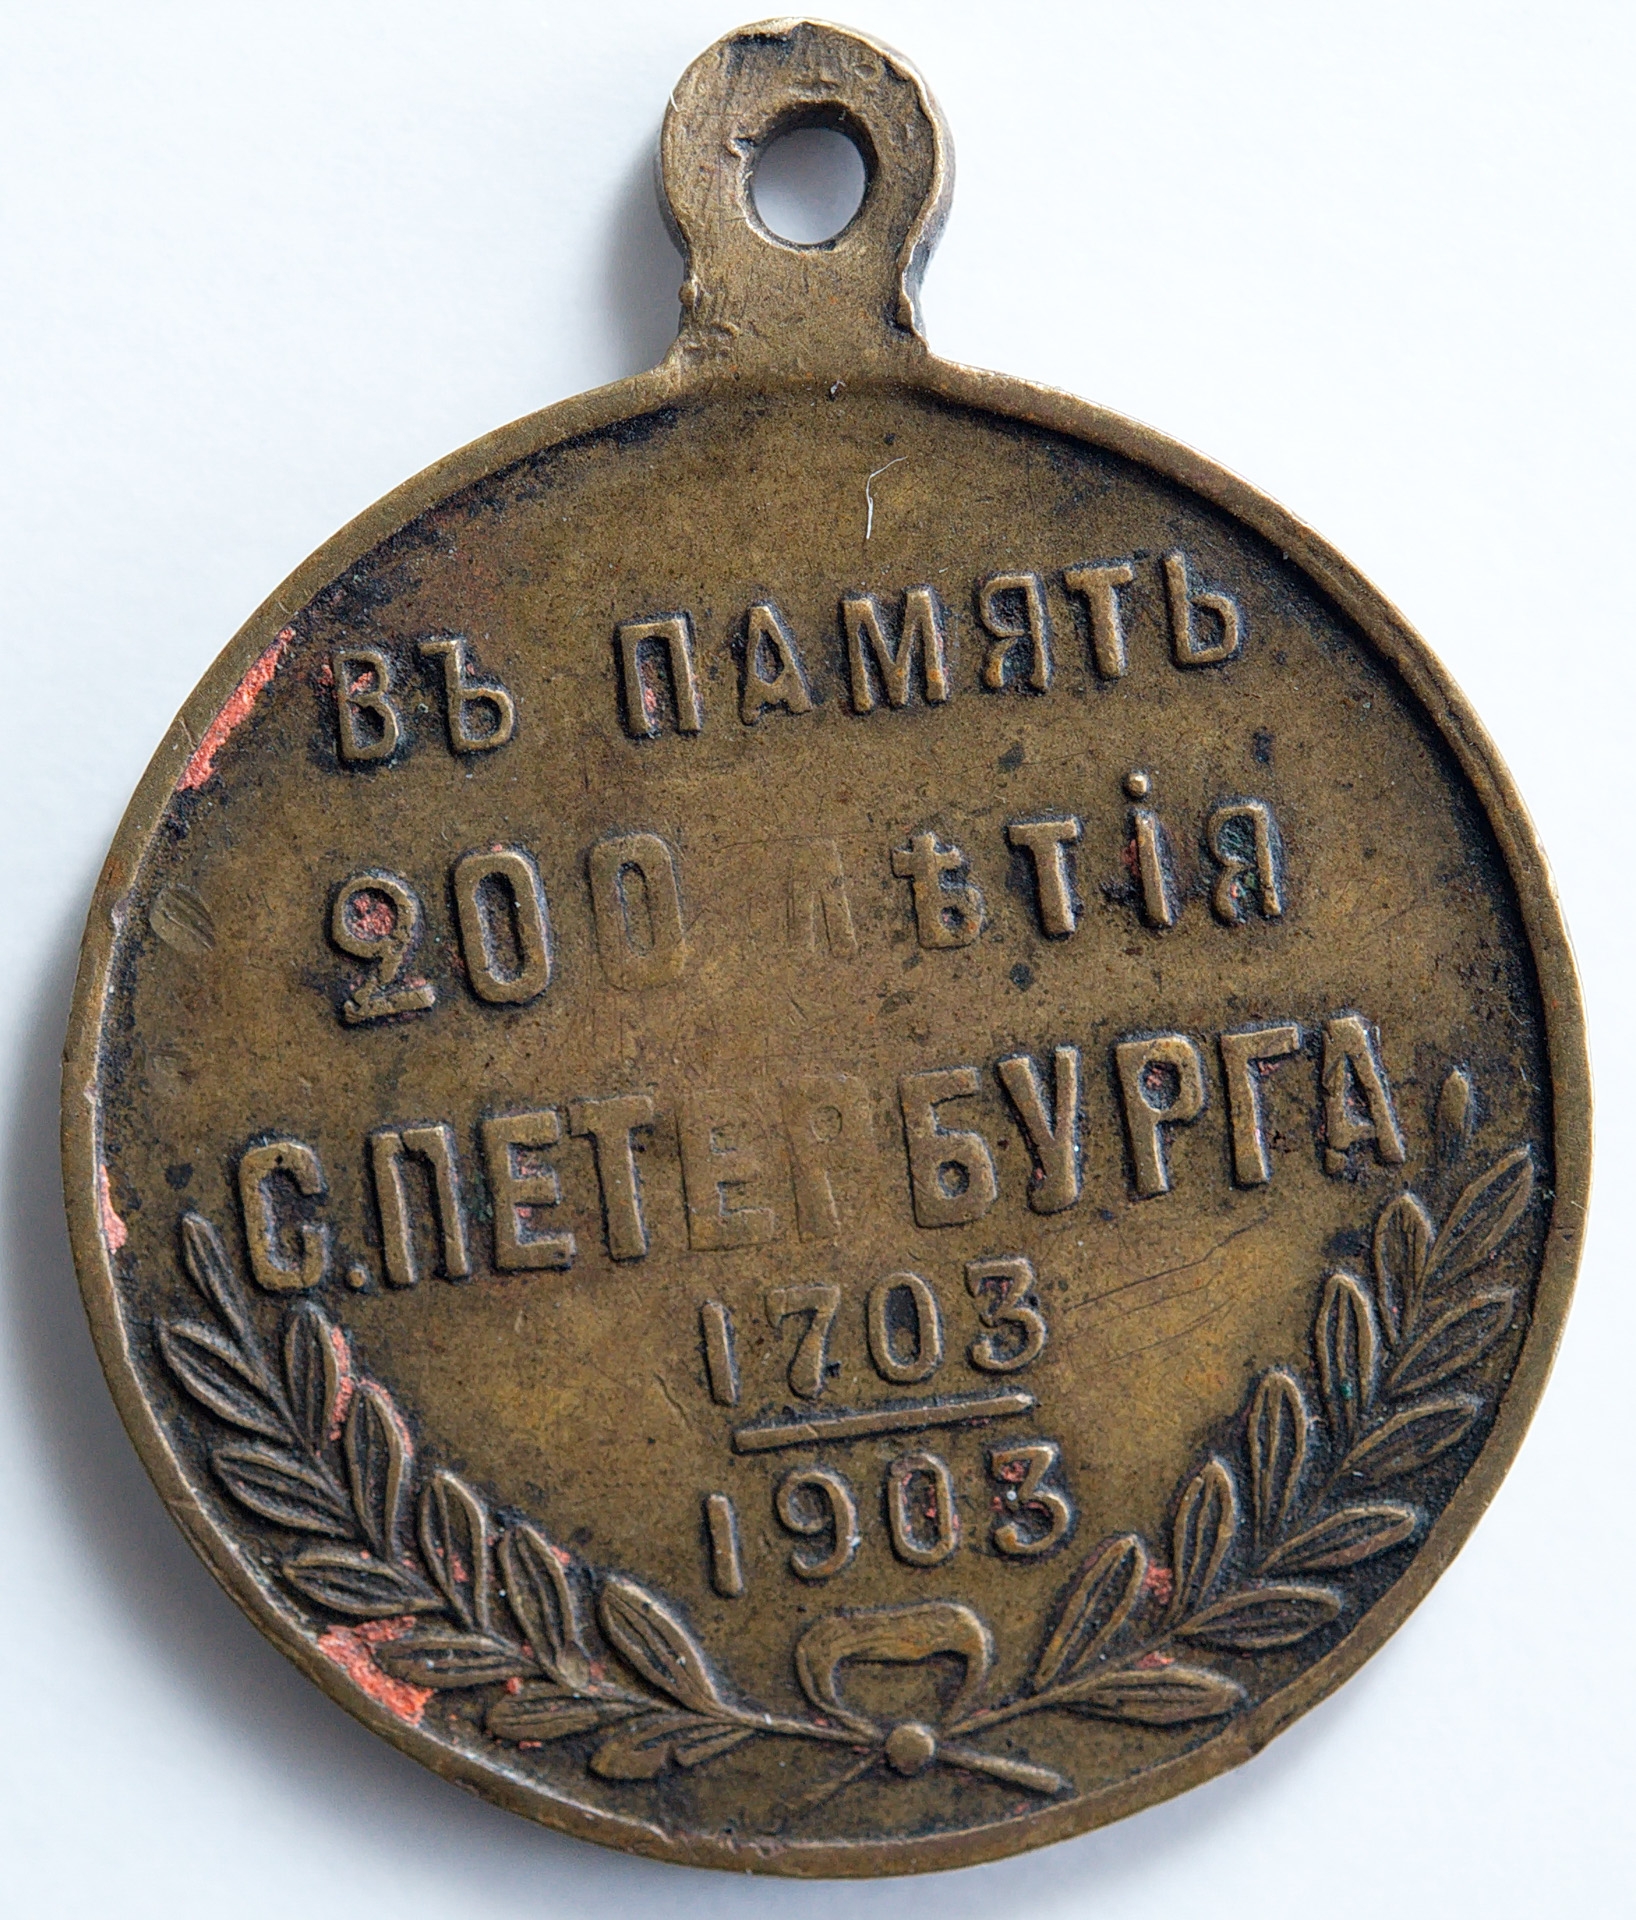 ВЪ ПАМЯТЬ
200 ЛѢТІЯ
С.ПЕТЕРБУРГА
1703
1903